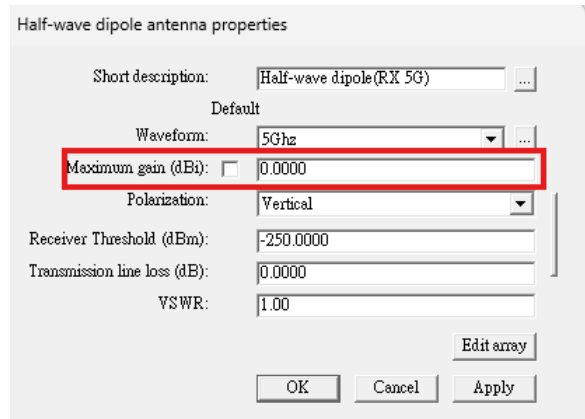 Half-wave dipole antenna properties
Short description: Half-wave dipole(RX 5G) ...
Default
Waveform: 5Ghz ...
Maximum gain (dBi): 0.0000
Polarization: Vertical
Receiver Threshold (dBm): -250.0000
Transmission line loss (dB): 0.0000
VSWR: 1.00
Edit array
OK Cancel Apply